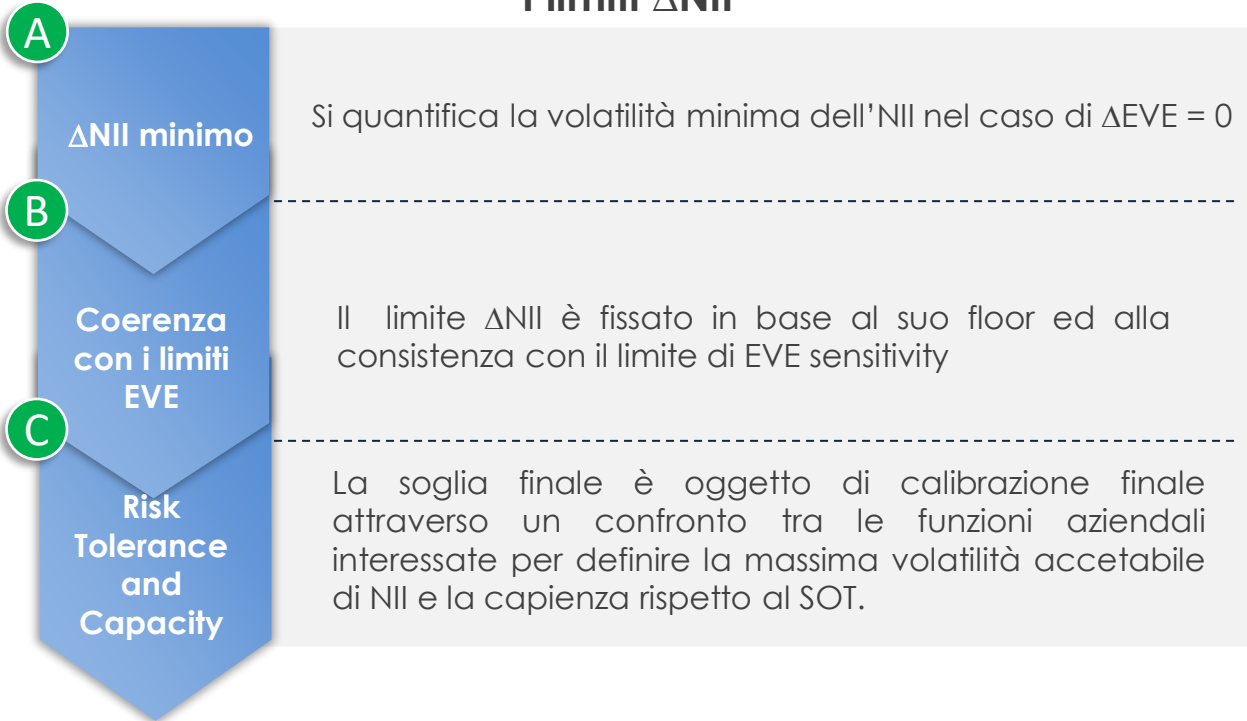 A
ΔNII minimo
Si quantifica la volatilità minima dell’NII nel caso di ΔEVE = 0
B
Coerenza
con i limiti
EVE
Il limite ΔNII è fissato in base al suo floor ed alla
consistenza con il limite di EVE sensitivity
C
Risk
Tolerance
and
Capacity
La soglia finale è oggetto di calibrazione finale
attraverso un confronto tra le funzioni aziendali
interessate per definire la massima volatilità accetabile
di NII e la capienza rispetto al SOT.